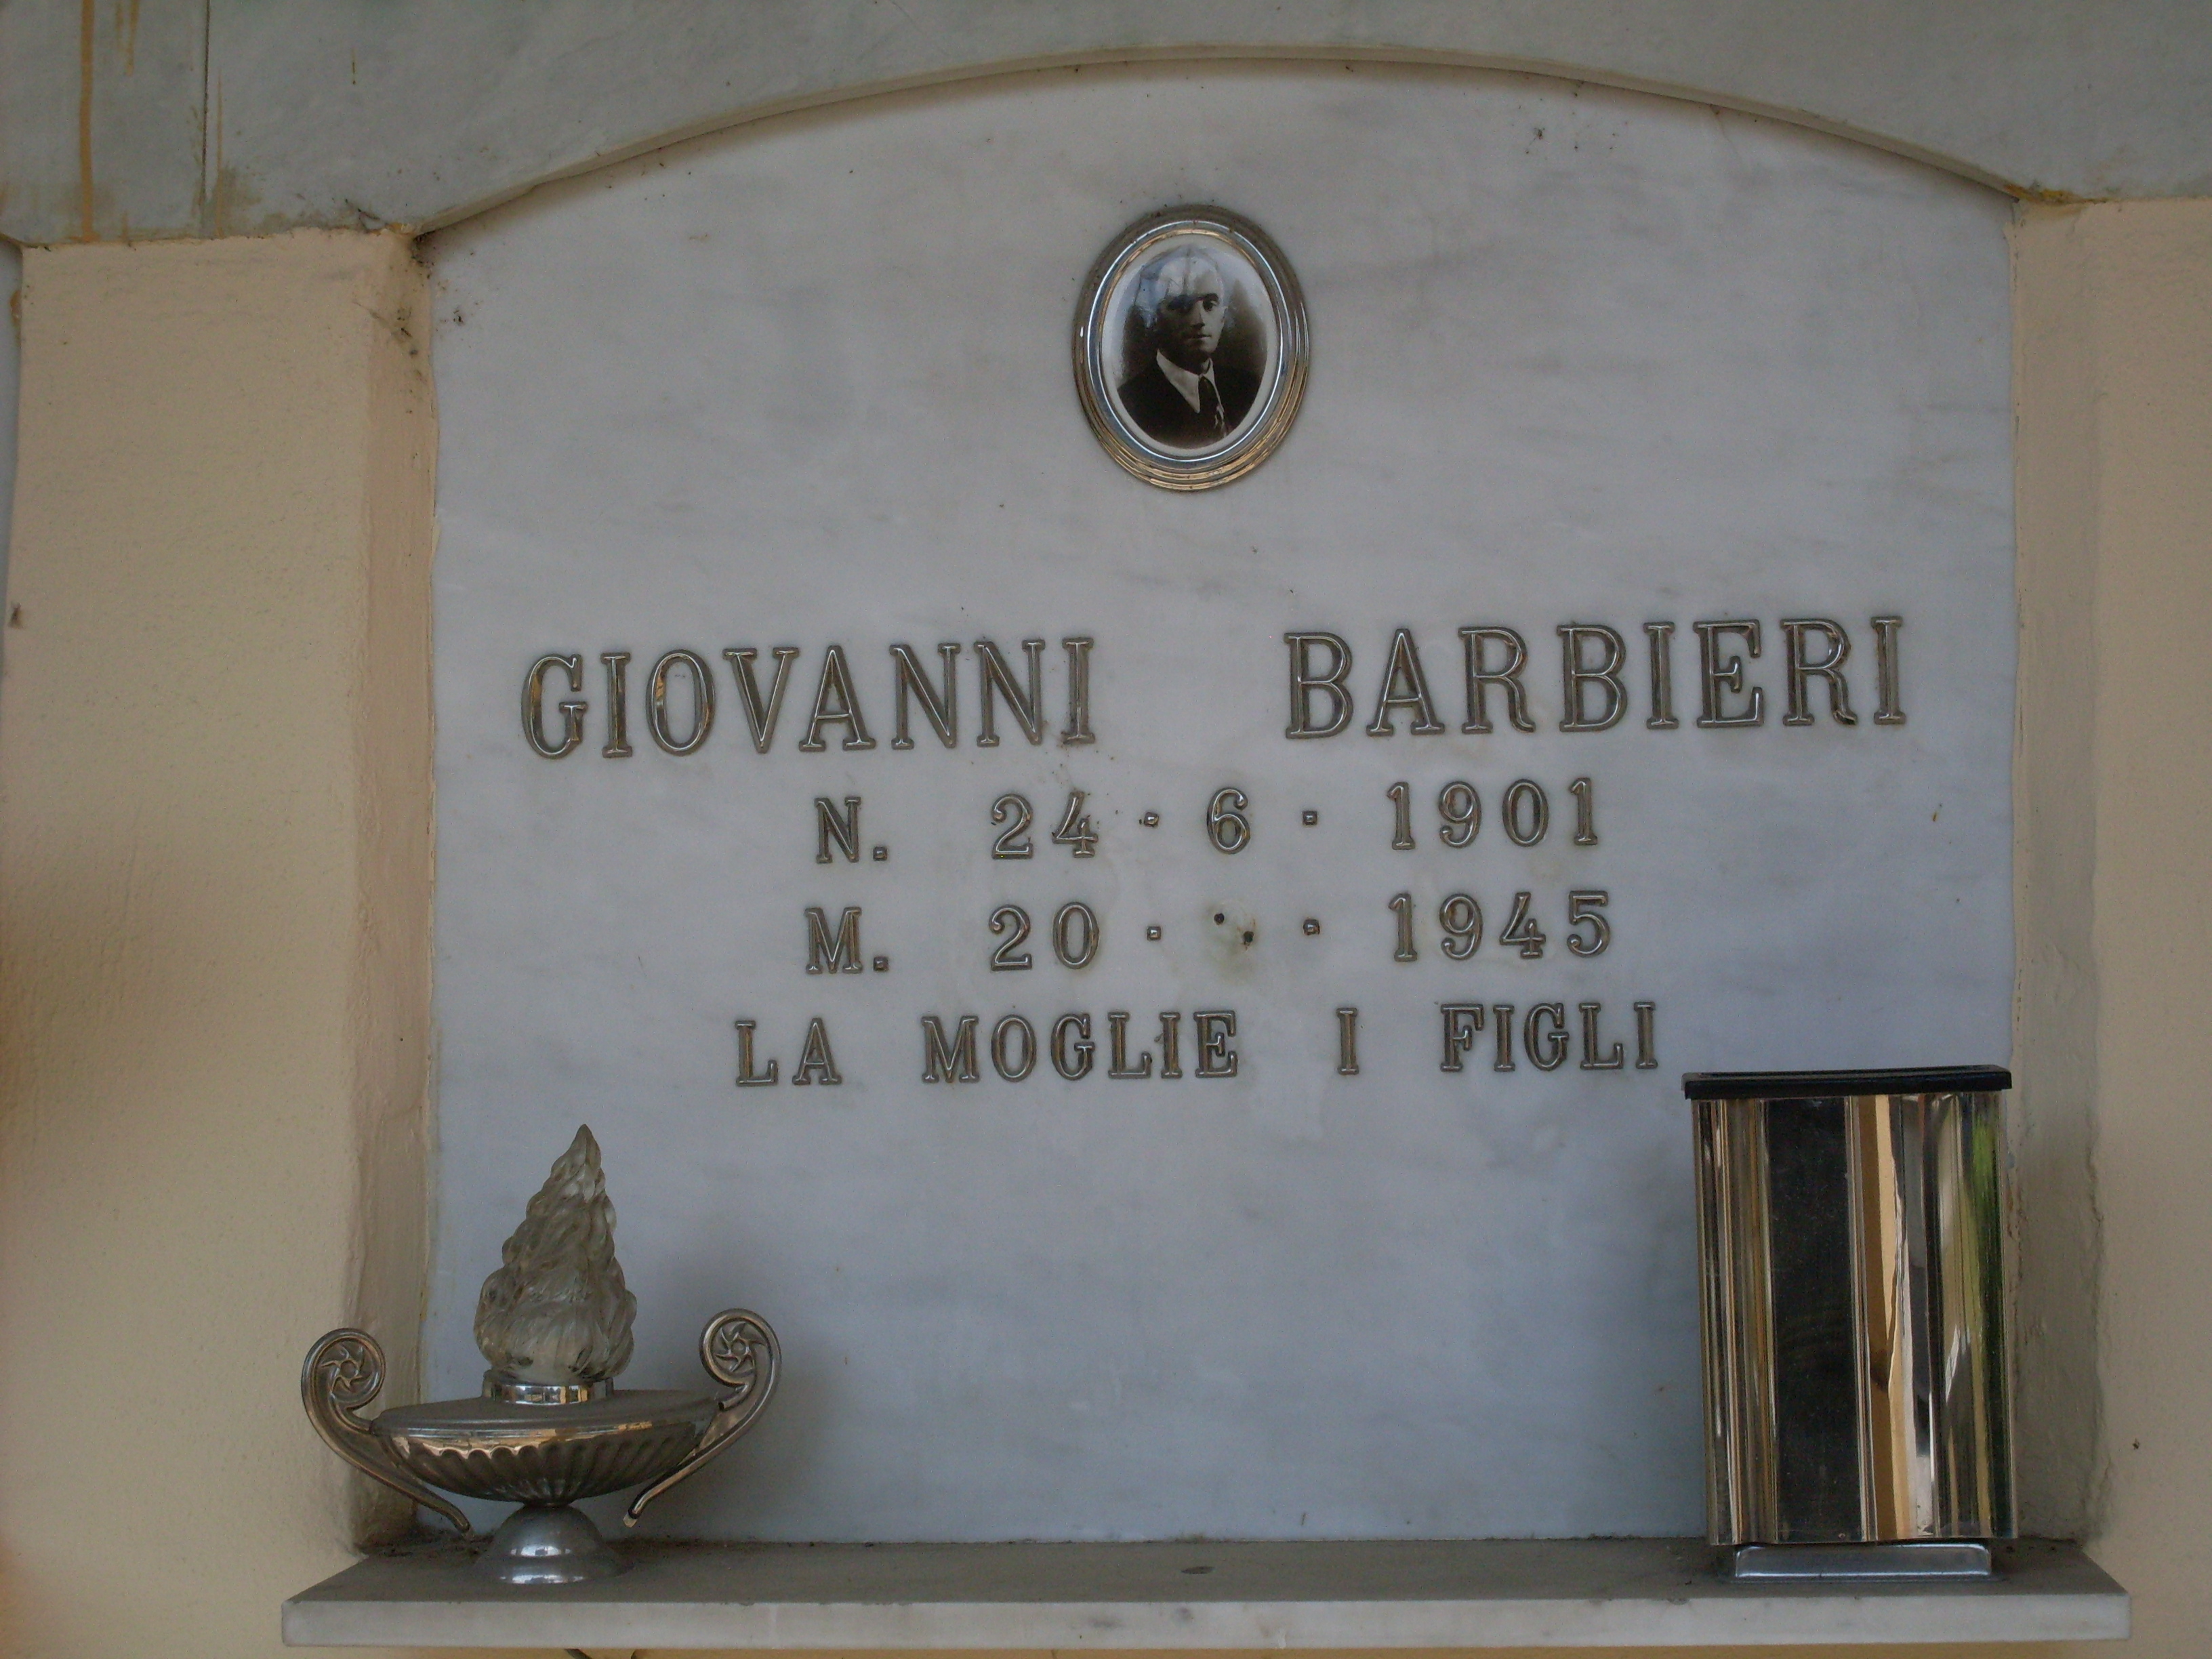 GIOVANNI BARBIERI
N. 24 · 6 · 1901
M. 20 · · 1945
LA MOGLIE I FIGLI